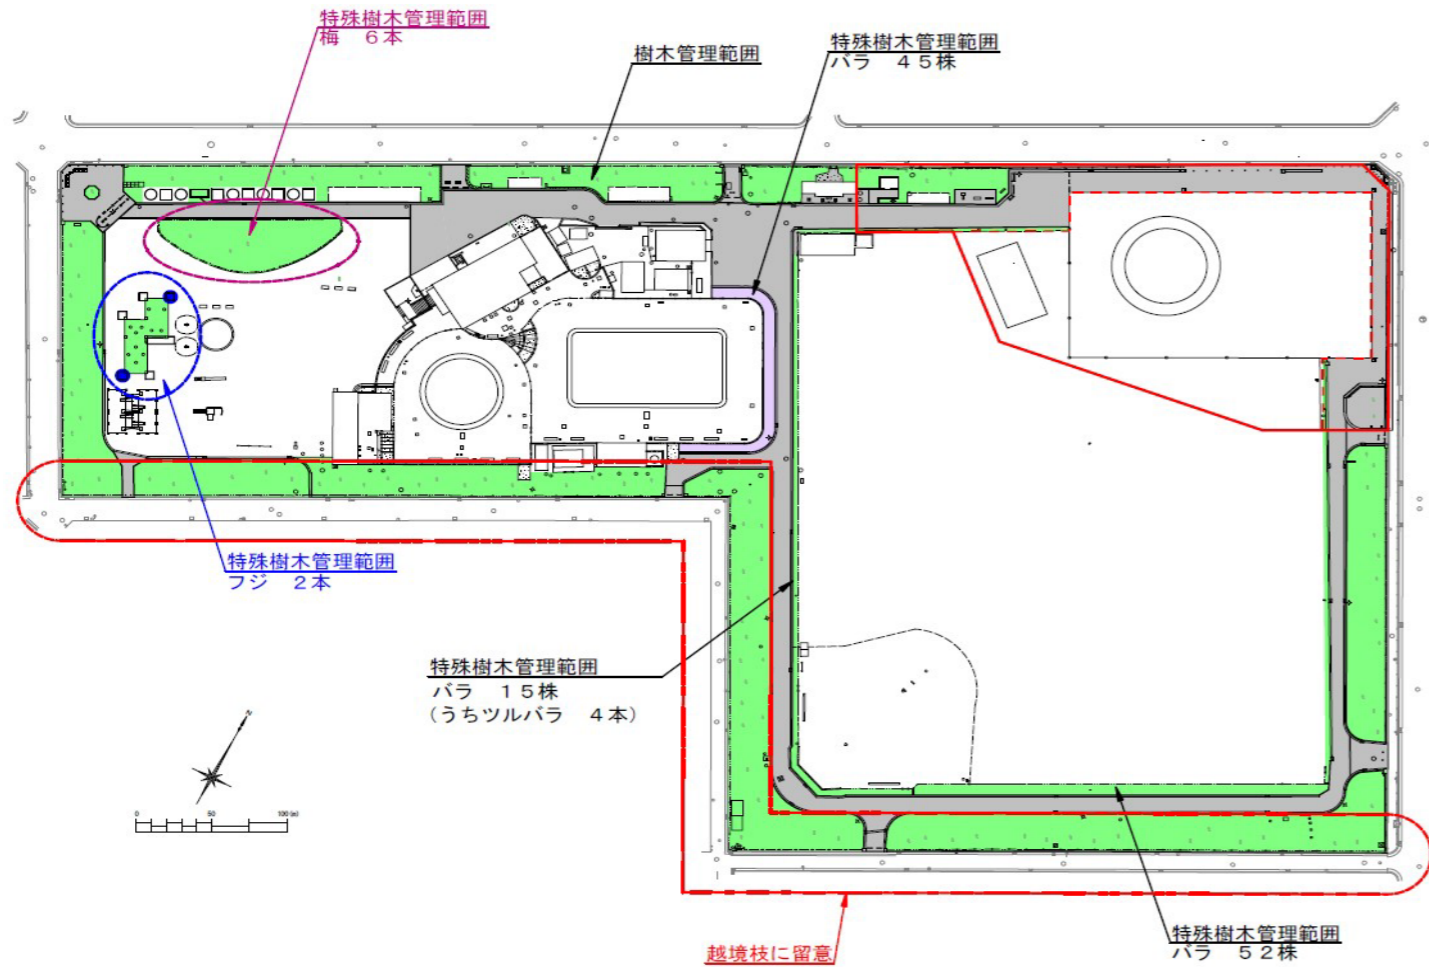 特殊樹木管理範囲
梅　６本
樹木管理範囲
特殊樹木管理範囲
バラ　４５株
特殊樹木管理範囲
フジ　２本
特殊樹木管理範囲
バラ　１５株
(うちツルバラ　４本)
0 50 100(m)
越境枝に留意
特殊樹木管理範囲
バラ　５２株